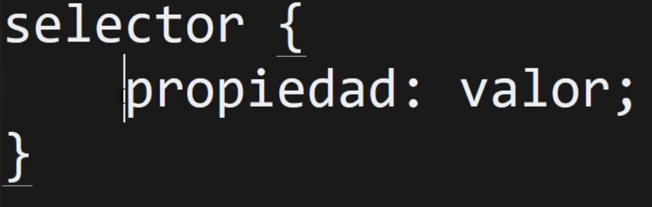 selector {
propiedad: valor;
}